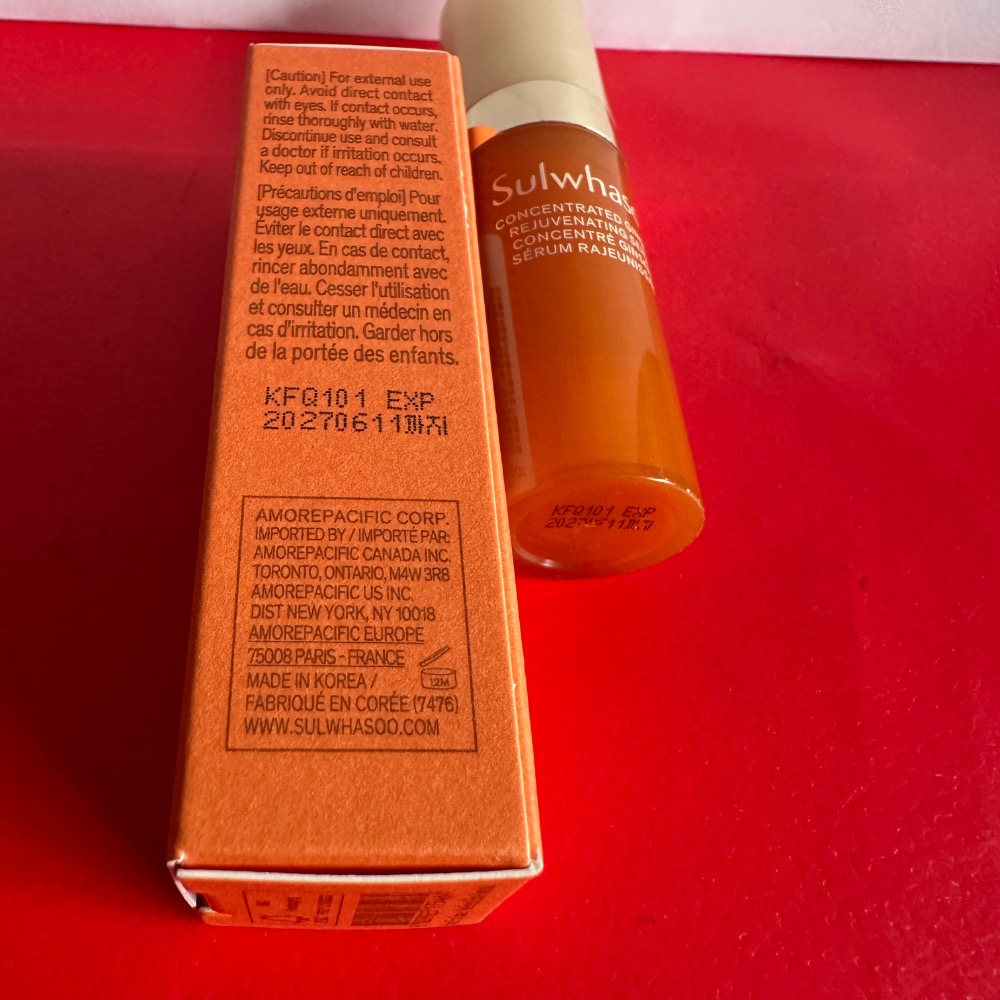 [Caution] For external use
only. Avoid direct contact
with eyes. If contact occurs,
rinse thoroughly with water.
Discontinue use and consult
a doctor if irritation occurs.
Keep out of reach of children.
[Précautions d'emploi] Pour
usage externe uniquement.
Éviter le contact direct avec
les yeux. En cas de contact,
rincer abondamment avec
de l'eau. Cesser l'utilisation
et consulter un médecin en
cas d'irritation. Garder hors
de la portée des enfants.
KFQ101 EXP
20270611까지
AMOREPACIFIC CORP.
IMPORTED BY / IMPORTÉ PAR:
AMOREPACIFIC CANADA INC.
TORONTO, ONTARIO, M4W 3R8
AMOREPACIFIC US INC.
DIST NEW YORK, NY 10018
AMOREPACIFIC EUROPE
75008 PARIS - FRANCE
12M
MADE IN KOREA /
FABRIQUÉ EN CORÉE (7476)
WWW.SULWHASOO.COM
Sulwhaso
CONCENTRATED
REJUVENATING
CONCENTRÉ
SÉRUM
KFQ101 EXP